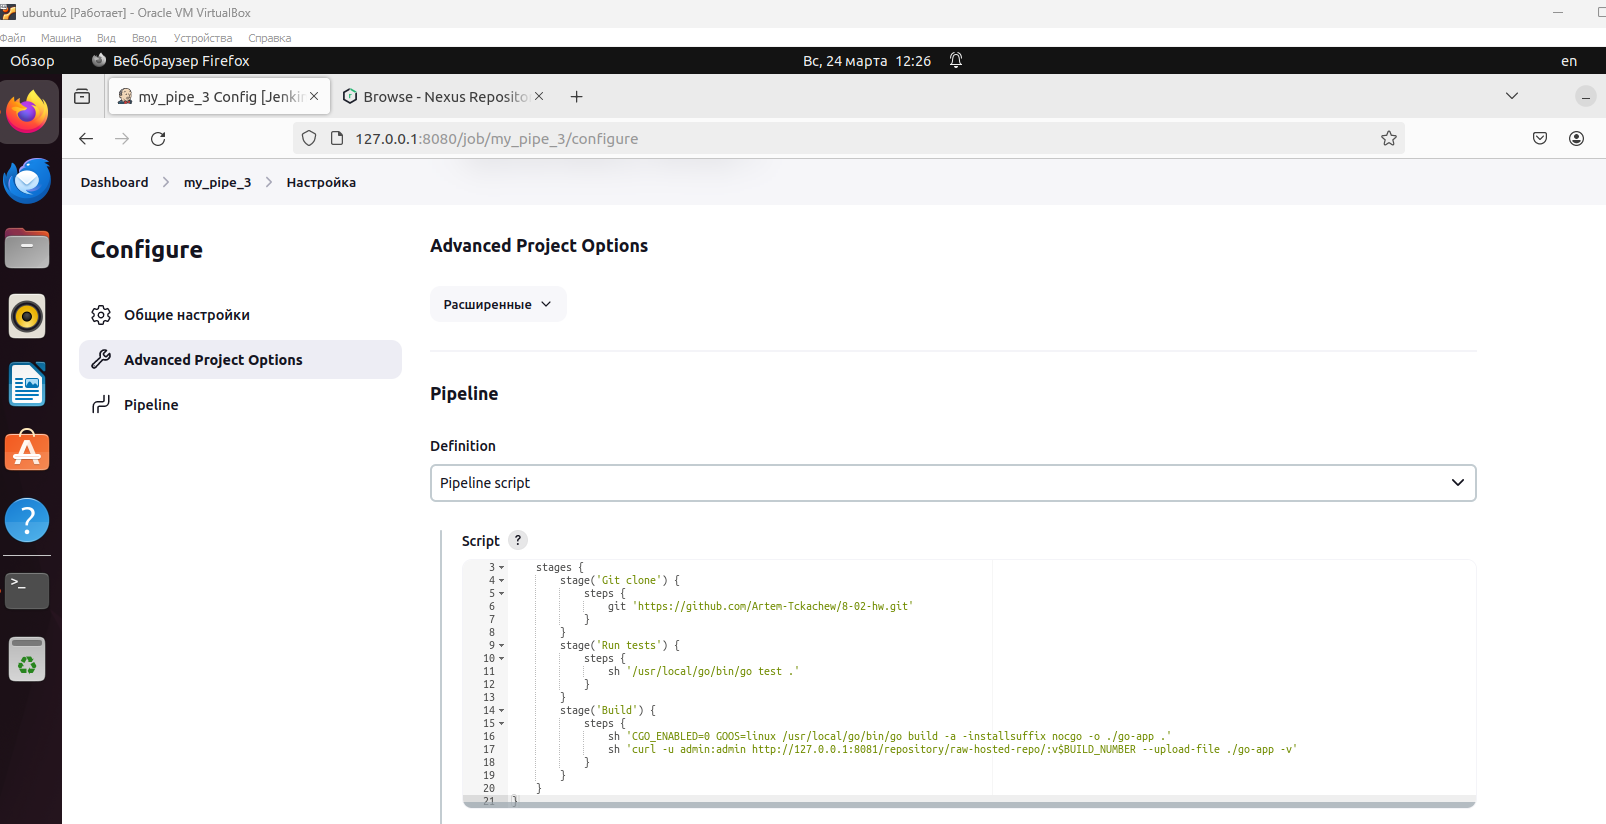 ubuntu2 [Работает] - Oracle VM VirtualBox
Файл Машина Вид Ввод Устройства Справка
Обзор Веб-браузер Firefox Вс, 24 марта 12:26 en
my_pipe_3 Config [Jenkin Browse - Nexus Reposito
127.0.0.1:8080/job/my_pipe_3/configure
Dashboard my_pipe_3 Настройка
Configure
Общие настройки
Advanced Project Options
Pipeline
Advanced Project Options
Расширенные
Pipeline
Definition
Pipeline script
Script ?
3 stages {
4 stage('Git clone') {
5 steps {
6 git 'https://github.com/Artem-Tckachew/8-02-hw.git'
7 }
8 }
9 stage('Run tests') {
10 steps {
11 sh '/usr/local/go/bin/go test .'
12 }
13 }
14 stage('Build') {
15 steps {
16 sh 'CGO_ENABLED=0 GOOS=linux /usr/local/go/bin/go build -a -installsuffix nocgo -o ./go-app .'
17 sh 'curl -u admin:admin http://127.0.0.1:8081/repository/raw-hosted-repo/:v$BUILD_NUMBER --upload-file ./go-app -v'
18 }
19 }
20 }
21 }